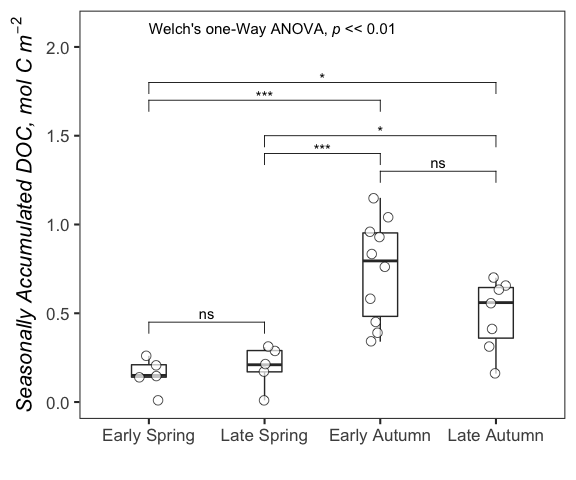 Welch's one-Way ANOVA, p << 0.01
Seasonally Accumulated DOC, mol C m⁻²
2.0
1.5
1.0
0.5
0.0
*
***
*
***
ns
ns
Early Spring
Late Spring
Early Autumn
Late Autumn